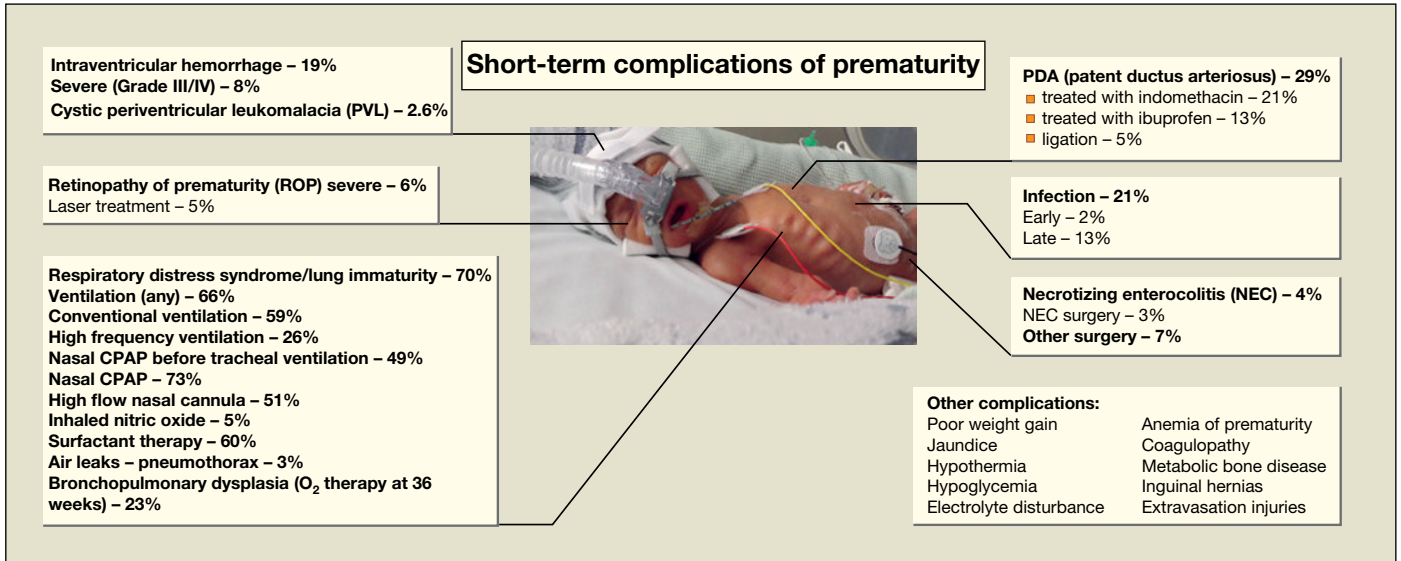 Short-term complications of prematurity
Intraventricular hemorrhage – 19%
Severe (Grade III/IV) – 8%
Cystic periventricular leukomalacia (PVL) – 2.6%
Retinopathy of prematurity (ROP) severe – 6%
Laser treatment – 5%
Respiratory distress syndrome/lung immaturity – 70%
Ventilation (any) – 66%
Conventional ventilation – 59%
High frequency ventilation – 26%
Nasal CPAP before tracheal ventilation – 49%
Nasal CPAP – 73%
High flow nasal cannula – 51%
Inhaled nitric oxide – 5%
Surfactant therapy – 60%
Air leaks – pneumothorax – 3%
Bronchopulmonary dysplasia (O₂ therapy at 36
weeks) – 23%
PDA (patent ductus arteriosus) – 29%
treated with indomethacin – 21%
treated with ibuprofen – 13%
ligation – 5%
Infection – 21%
Early – 2%
Late – 13%
Necrotizing enterocolitis (NEC) – 4%
NEC surgery – 3%
Other surgery – 7%
Other complications:
Poor weight gain
Jaundice
Hypothermia
Hypoglycemia
Electrolyte disturbance
Anemia of prematurity
Coagulopathy
Metabolic bone disease
Inguinal hernias
Extravasation injuries